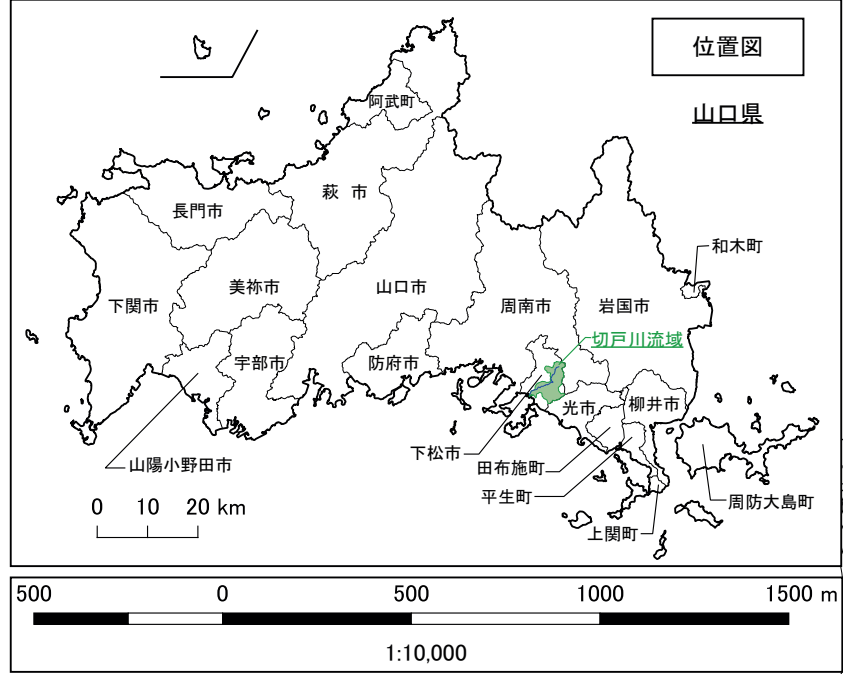 位置図
山口県
阿武町
萩 市
長門市
和木町
美祢市
山口市
下関市
周南市
岩国市
切戸川流域
宇部市
防府市
光市
柳井市
下松市
山陽小野田市
田布施町
平生町
周防大島町
上関町
0 10 20 km
500 0 500 1000 1500 m
1:10,000